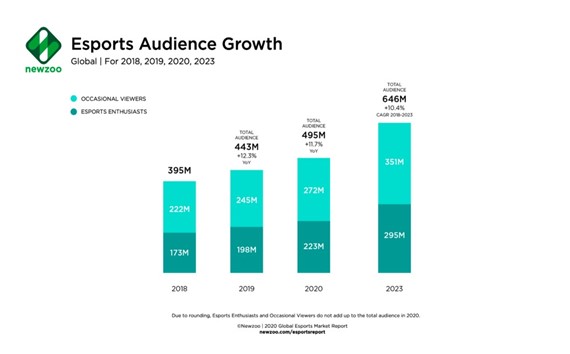 newzoo
Esports Audience Growth
Global | For 2018, 2019, 2020, 2023
OCCASIONAL VIEWERS
ESPORTS ENTHUSIASTS
395M
222M
173M
2018
TOTAL
AUDIENCE
443M
+12.3%
YoY
245M
198M
2019
TOTAL
AUDIENCE
495M
+11.7%
YoY
272M
223M
2020
TOTAL
AUDIENCE
646M
+10.4%
CAGR 2018-2023
351M
295M
2023
Due to rounding, Esports Enthusiasts and Occasional Viewers do not add up to the total audience in 2020.
©Newzoo | 2020 Global Esports Market Report
newzoo.com/esportsreport